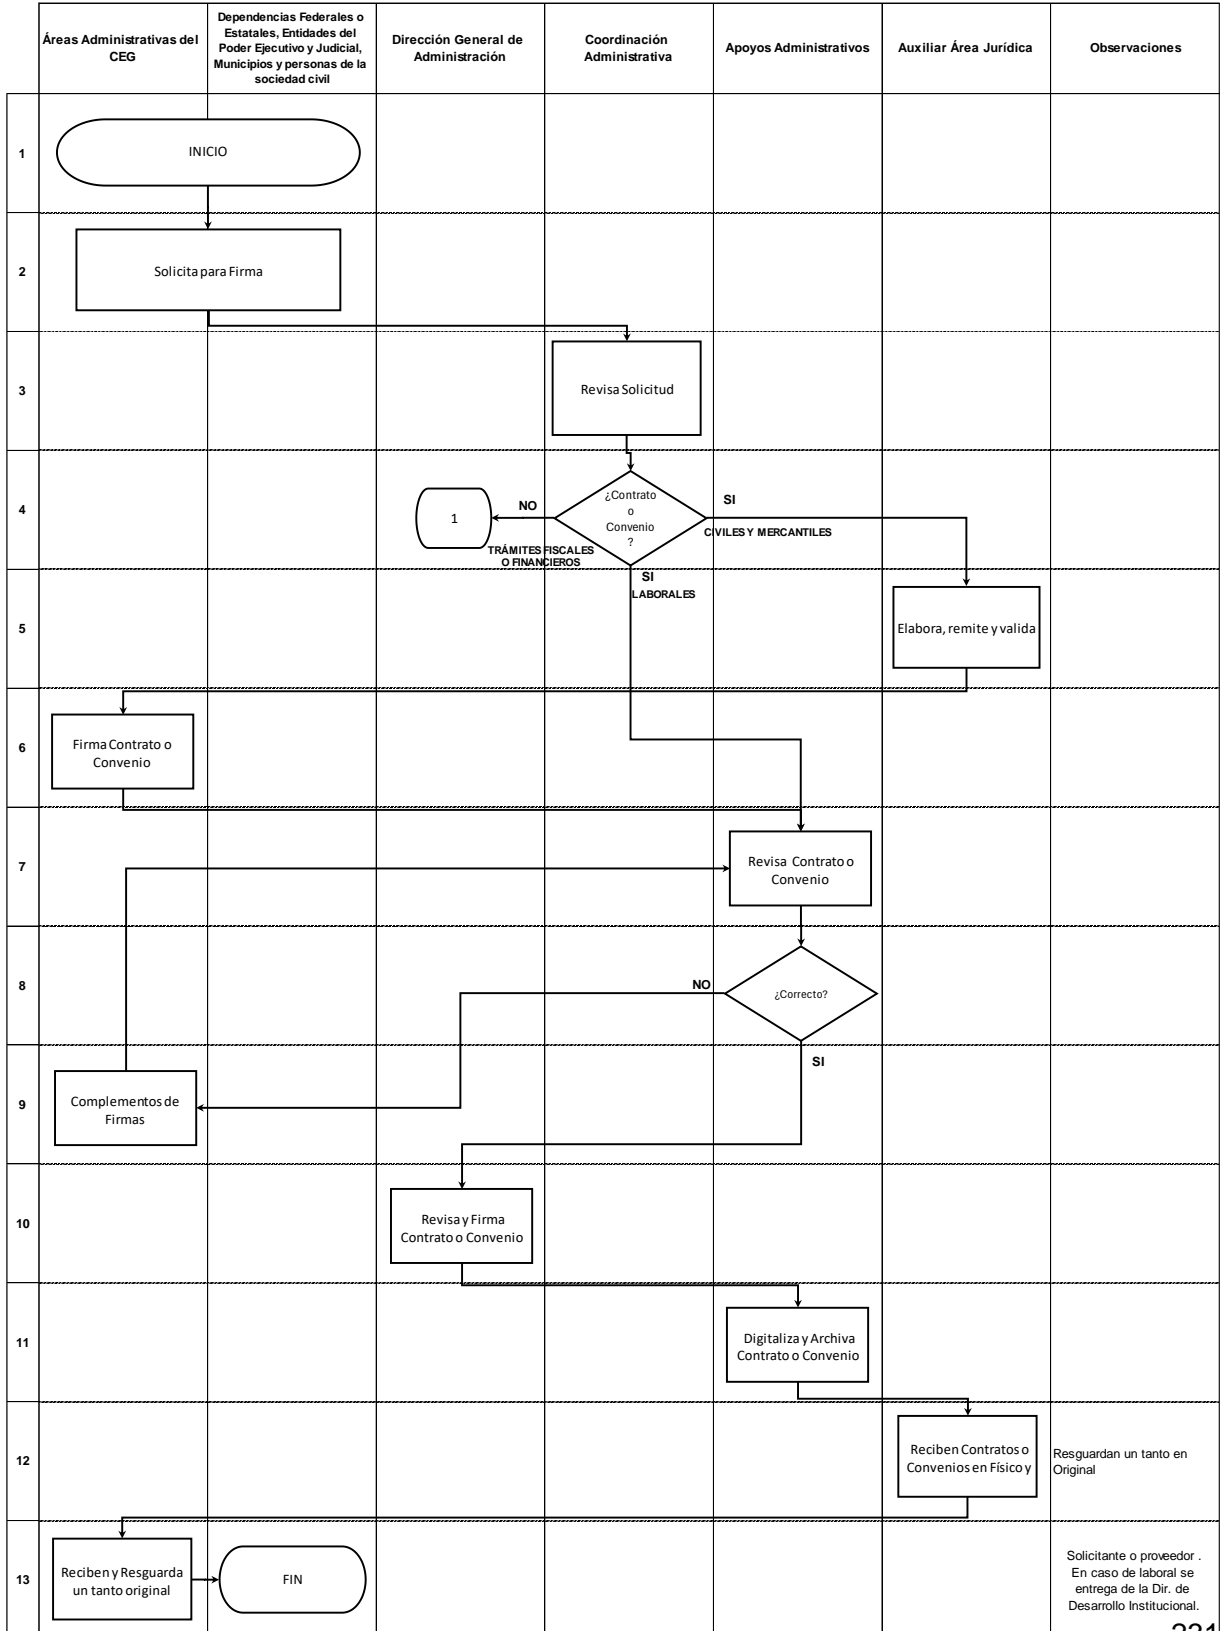 Áreas Administrativas del
CEG
Dependencias Federales o
Estatales, Entidades del
Poder Ejecutivo y Judicial,
Municipios y personas de la
sociedad civil
Dirección General de
Administración
Coordinación
Administrativa
Apoyos Administrativos
Auxiliar Área Jurídica
Observaciones
1
INICIO
2
Solicita para Firma
3
Revisa Solicitud
4
1
NO
TRÁMITES FISCALES
O FINANCIEROS
¿Contrato
o
Convenio
?
SI
CIVILES Y MERCANTILES
SI
LABORALES
5
Elabora, remite y valida
6
Firma Contrato o
Convenio
7
Revisa Contrato o
Convenio
8
NO
¿Correcto?
SI
9
Complementos de
Firmas
10
Revisa y Firma
Contrato o Convenio
11
Digitaliza y Archiva
Contrato o Convenio
12
Reciben Contratos o
Convenios en Físico y
Resguardan un tanto en
Original
13
Reciben y Resguarda
un tanto original
FIN
Solicitante o proveedor .
En caso de laboral se
entrega de la Dir. de
Desarrollo Institucional.